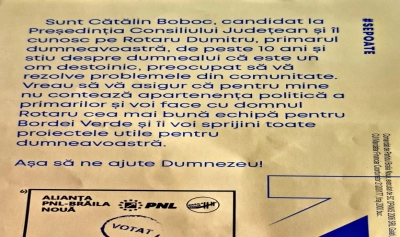 Sunt Cătălin Boboc, candidat la
Președinția Consiliului Județean și îl
cunosc pe Rotaru Dumitru, primarul
dumneavoastră, de peste 10 ani și
stiu despre dumnealui că este un
om destoinic, preocupat să vă
rezolve problemele din comunitate.
Vreau să vă asigur că pentru mine
nu contează appartenența politică a
primarilor și voi face cu domnul
Rotaru cea mai bună echipă pentru
Bordei Verde și îi voi sprijini toate
proiectele utile pentru
dumneavoastră.
Așa să ne ajute Dumnezeu!
#SEPOATE
ALIANȚA
PNL-BRĂILA
NOUĂ
PNL
VOTAT